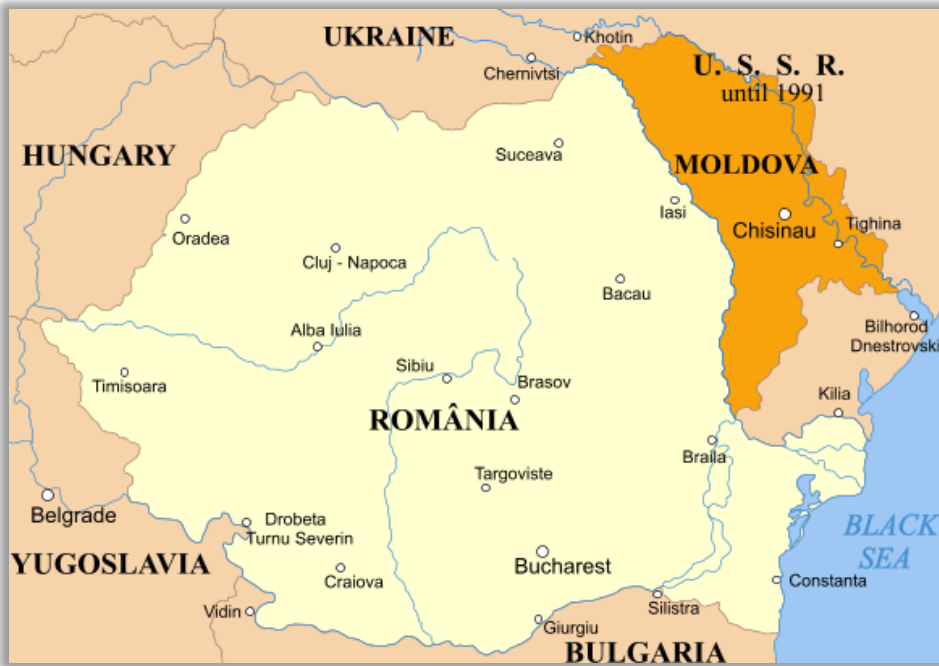 UKRAINE
Khotin
Chernivtsi
U. S. S. R.
until 1991
HUNGARY
Suceava
MOLDOVA
Iasi
Chisinau
Tighina
Oradea
Cluj - Napoca
Bacau
Alba Iulia
Bilhorod
Dnestrovski
Timisoara
Sibiu
Brasov
Kilia
ROMÂNIA
Braila
Targoviste
Belgrade
Drobeta
Turnu Severin
BLACK
SEA
YUGOSLAVIA
Bucharest
Craiova
Constanta
Vidin
Silistra
Giurgiu
BULGARIA